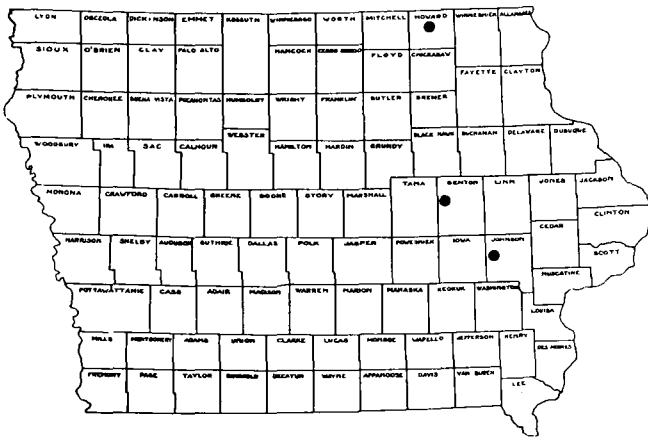 LYON OSCEOLA DICKINSON EMMET KOSSUTH WINNEBAGO WORTH MITCHELL HOWARD WINNESHIEK ALLAMAKEE
SIOUX O'BRIEN CLAY PALO ALTO HANCOCK CERRO GORDO FLOYD CHICKASAW
FAYETTE CLAYTON
PLYMOUTH CHEROKEE BUENA VISTA POCAHONTAS HUMBOLDT WRIGHT FRANKLIN BUTLER BREMER
WEBSTER
WOODBURY IDA SAC CALHOUN HAMILTON HARDIN GRUNDY BLACK HAWK BUCHANAN DELAWARE DUBUQUE
TAMA BENTON LINN JONES JACKSON
MONONA CRAWFORD CARROLL GREENE BOONE STORY MARSHALL
CLINTON
CEDAR
HARRISON SHELBY AUDUBON GUTHRIE DALLAS POLK JASPER POWESHIEK IOWA JOHNSON
SCOTT
MUSCATINE
POTTAWATTAMIE CASS ADAIR MADISON WARREN MARION MAHASKA KEOKUK WASHINGTON
LOUISA
MILLS MONTGOMERY ADAMS UNION CLARKE LUCAS MONROE WAPELLO JEFFERSON HENRY
DES MOINES
FREMONT PAGE TAYLOR RINGGOLD DECATUR WAYNE APPANOOSE DAVIS VAN BUREN
LEE